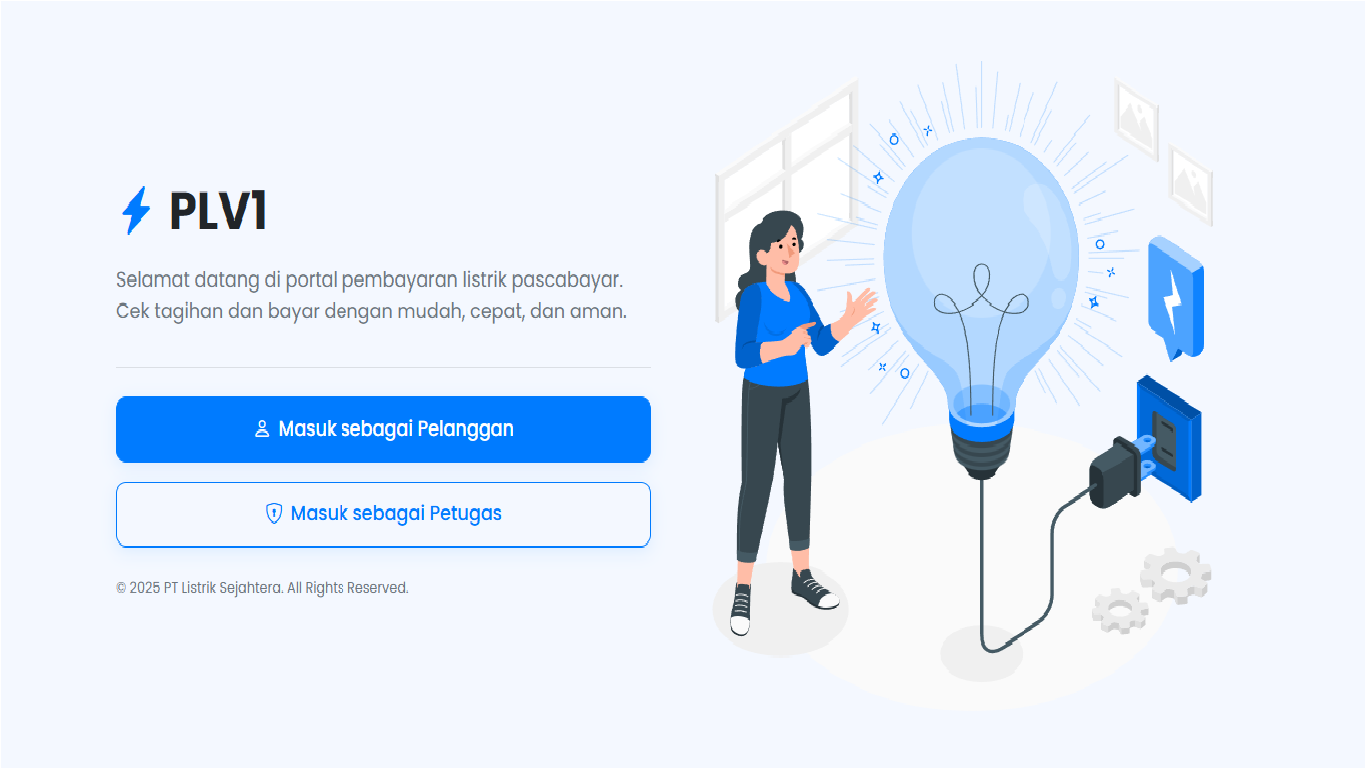 PLV1
Selamat datang di portal pembayaran listrik pascabayar.
Cek tagihan dan bayar dengan mudah, cepat, dan aman.
Masuk sebagai Pelanggan
Masuk sebagai Petugas
© 2025 PT Listrik Sejahtera. All Rights Reserved.